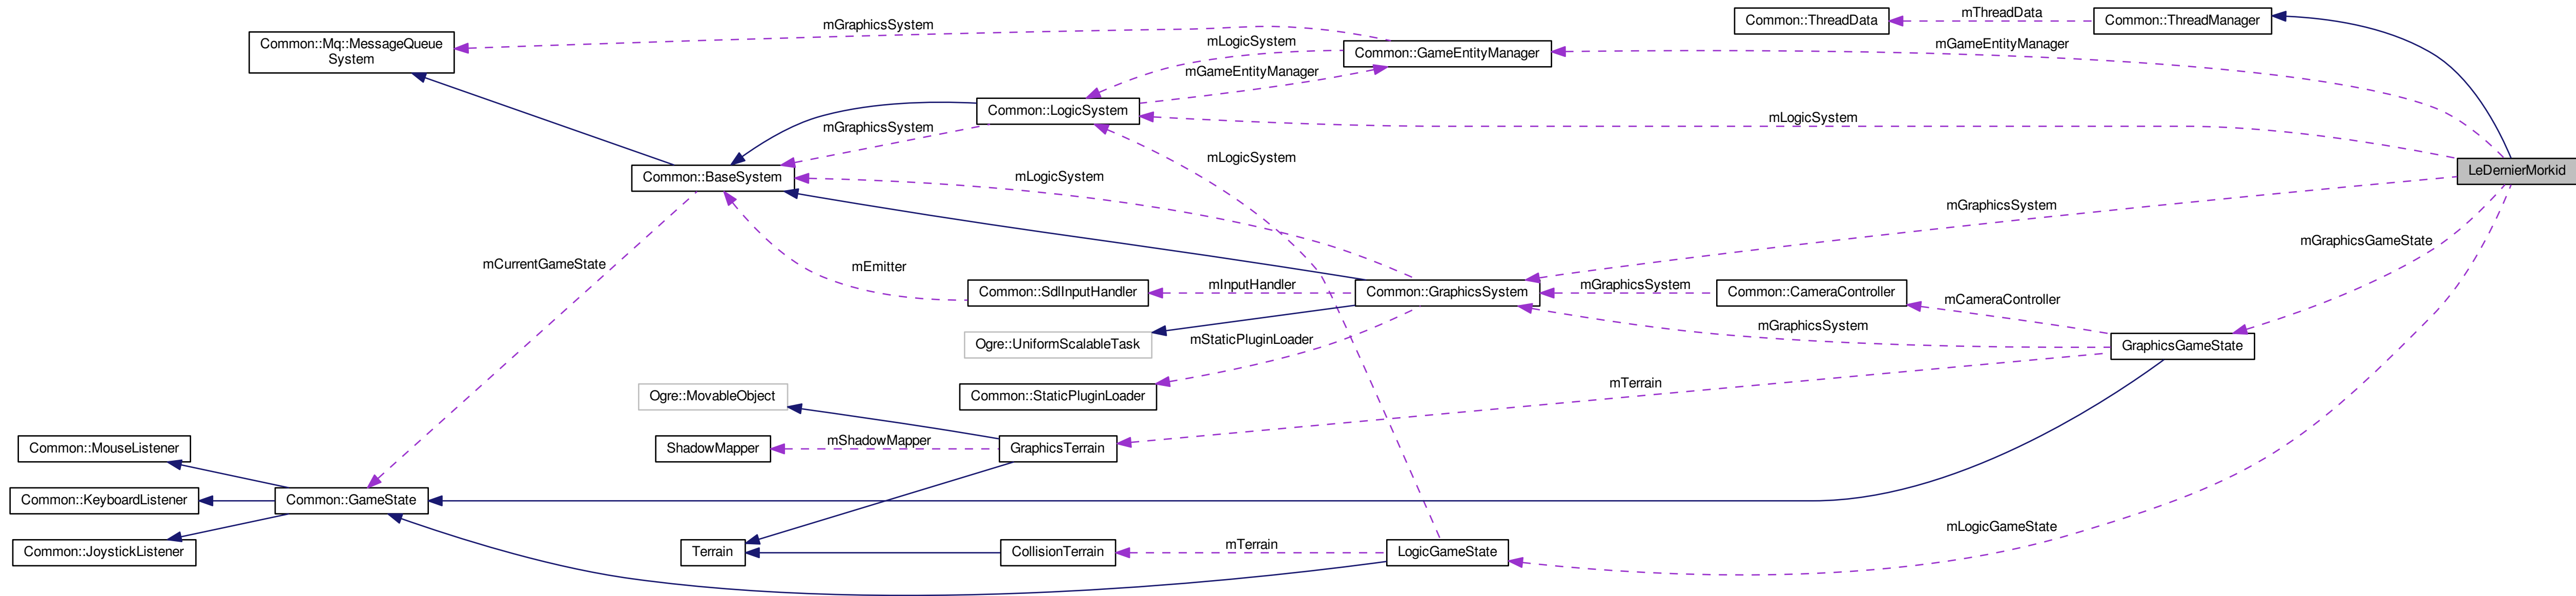 mGraphicsSystem
Common::ThreadData
mThreadData
Common::ThreadManager
Common::Mq::MessageQueue
System
mLogicSystem
Common::GameEntityManager
mGameEntityManager
mGameEntityManager
Common::LogicSystem
mLogicSystem
mGraphicsSystem
mLogicSystem
Common::BaseSystem
mLogicSystem
LeDernierMorkid
mGraphicsSystem
mGraphicsGameState
mCurrentGameState
mEmitter
Common::SdlInputHandler
mInputHandler
Common::GraphicsSystem
mGraphicsSystem
Common::CameraController
mCameraController
mGraphicsSystem
Ogre::UniformScalableTask
mStaticPluginLoader
GraphicsGameState
mTerrain
Ogre::MovableObject
Common::StaticPluginLoader
Common::MouseListener
ShadowMapper
mShadowMapper
GraphicsTerrain
Common::KeyboardListener
Common::GameState
mLogicGameState
Common::JoystickListener
Terrain
CollisionTerrain
mTerrain
LogicGameState